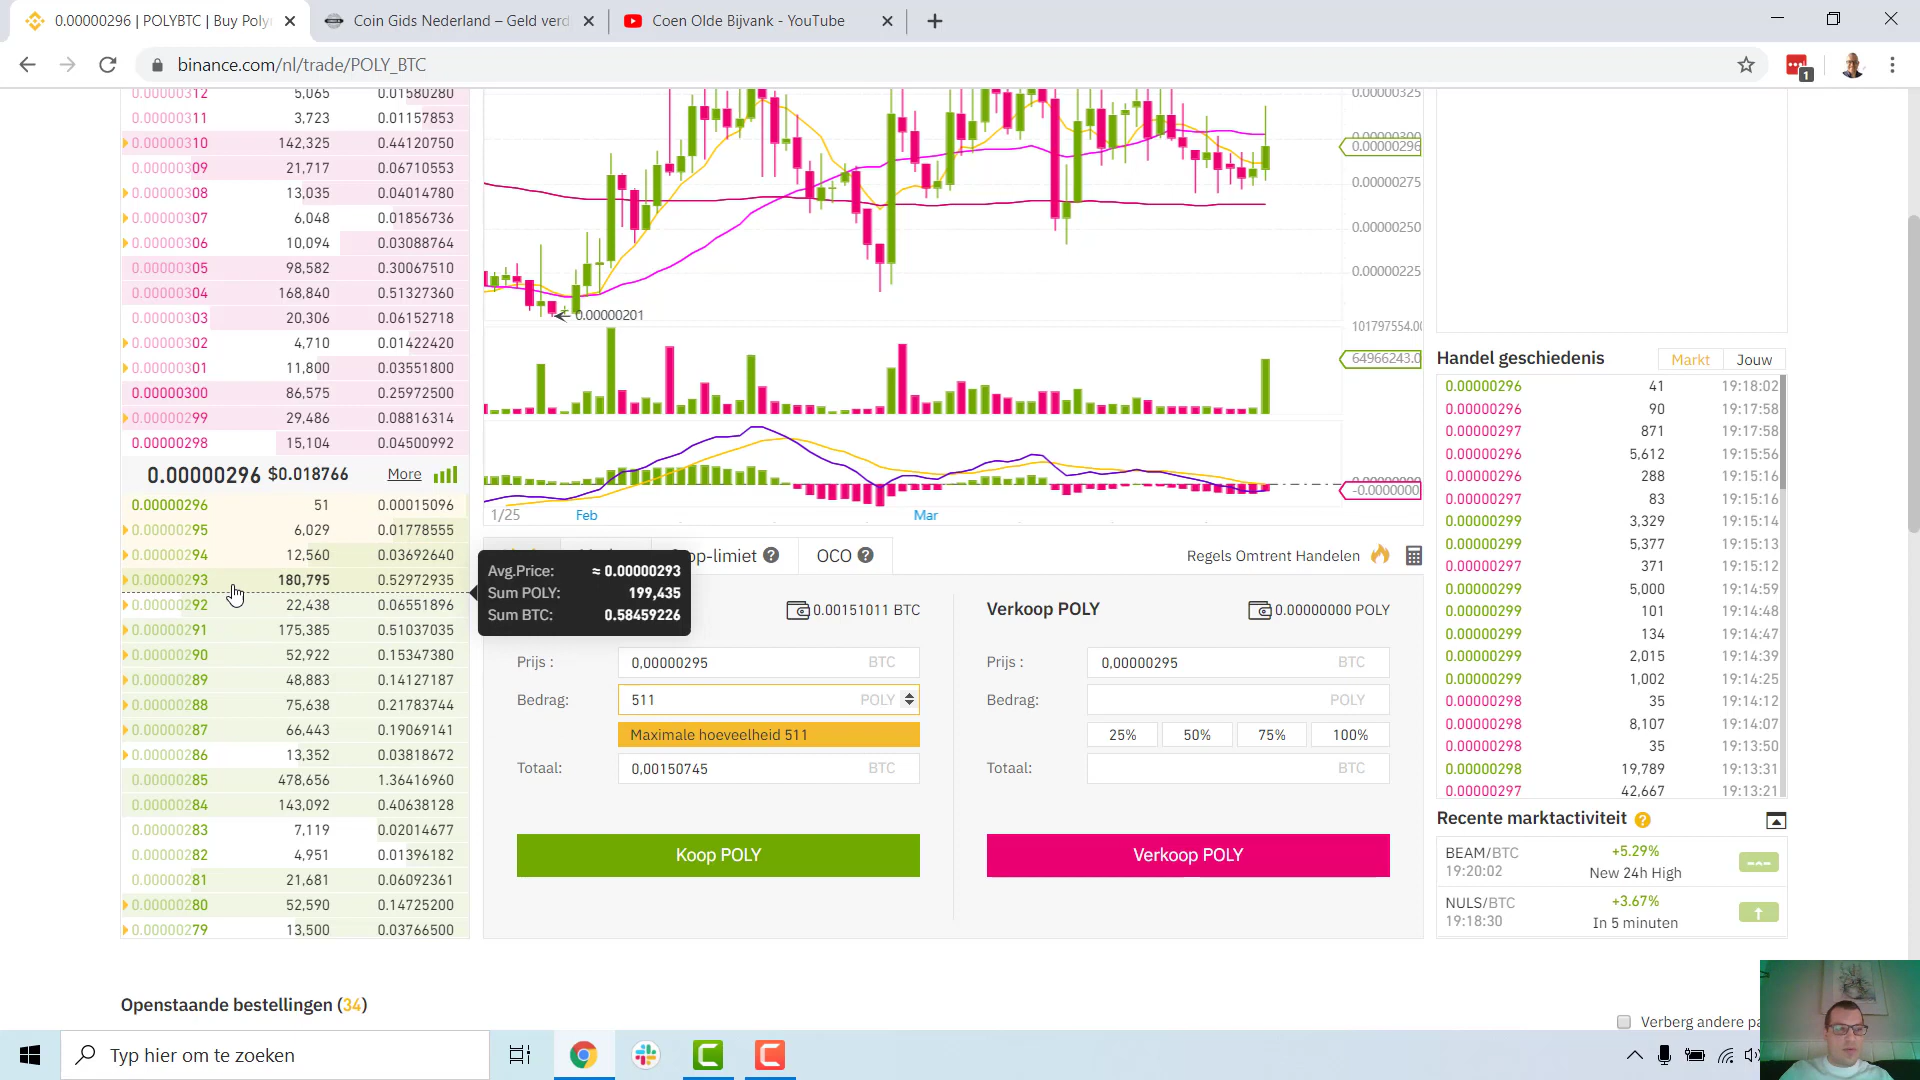 0.00000296 | POLYBTC | Buy Poly
Coin Gids Nederland – Geld verd
Coen Olde Bijvank - YouTube
binance.com/nl/trade/POLY_BTC
1
0.00000312 5,065 0.01580280
0.00000311 3,723 0.01157853
0.00000310 142,325 0.44120750
0.00000309 21,717 0.06710553
0.00000308 13,035 0.04014780
0.00000307 6,048 0.01856736
0.00000306 10,094 0.03088764
0.00000305 98,582 0.30067510
0.00000304 168,840 0.51327360
0.00000303 20,306 0.06152718
0.00000302 4,710 0.01422420
0.00000301 11,800 0.03551800
0.00000300 86,575 0.25972500
0.00000299 29,486 0.08816314
0.00000298 15,104 0.04500992
0.00000296 $0.018766 More
0.00000296 51 0.00015096
0.00000295 6,029 0.01778555
0.00000294 12,560 0.03692640
0.00000293 180,795 0.52972935
0.00000292 22,438 0.06551896
0.00000291 175,385 0.51037035
0.00000290 52,922 0.15347380
0.00000289 48,883 0.14127187
0.00000288 75,638 0.21783744
0.00000287 66,443 0.19069141
0.00000286 13,352 0.03818672
0.00000285 478,656 1.36416960
0.00000284 143,092 0.40638128
0.00000283 7,119 0.02014677
0.00000282 4,951 0.01396182
0.00000281 21,681 0.06092361
0.00000280 52,590 0.14725200
0.00000279 13,500 0.03766500
0.00000325
0.00000296
0.00000275
0.00000250
0.00000225
0.00000201
101797554.00
64966243.0
-0.0000000
1/25 Feb Mar
op-limiet ? OCO ?
Regels Omtrent Handelen
Avg.Price: ≈ 0.00000293
Sum POLY: 199,435
Sum BTC: 0.58459226
0.00151011 BTC
Prijs : 0,00000295 BTC
Bedrag: 511 POLY
Maximale hoeveelheid 511
Totaal: 0,00150745 BTC
Koop POLY
Verkoop POLY 0.00000000 POLY
Prijs : 0,00000295 BTC
Bedrag: POLY
25% 50% 75% 100%
Totaal: BTC
Verkoop POLY
Handel geschiedenis Markt Jouw
0.00000296 41 19:18:02
0.00000296 90 19:17:58
0.00000297 871 19:17:58
0.00000296 5,612 19:15:56
0.00000296 288 19:15:16
0.00000297 83 19:15:16
0.00000299 3,329 19:15:14
0.00000299 5,377 19:15:13
0.00000297 371 19:15:12
0.00000299 5,000 19:14:59
0.00000299 101 19:14:48
0.00000299 134 19:14:47
0.00000299 2,015 19:14:39
0.00000299 1,002 19:14:25
0.00000298 35 19:14:12
0.00000298 8,107 19:14:07
0.00000298 35 19:13:50
0.00000298 19,789 19:13:31
0.00000297 42,667 19:13:21
Recente marktactiviteit ?
BEAM/BTC +5.29%
19:20:02 New 24h High
NULS/BTC +3.67%
19:18:30 In 5 minuten
Openstaande bestellingen (34)
Verberg andere pa
Typ hier om te zoeken